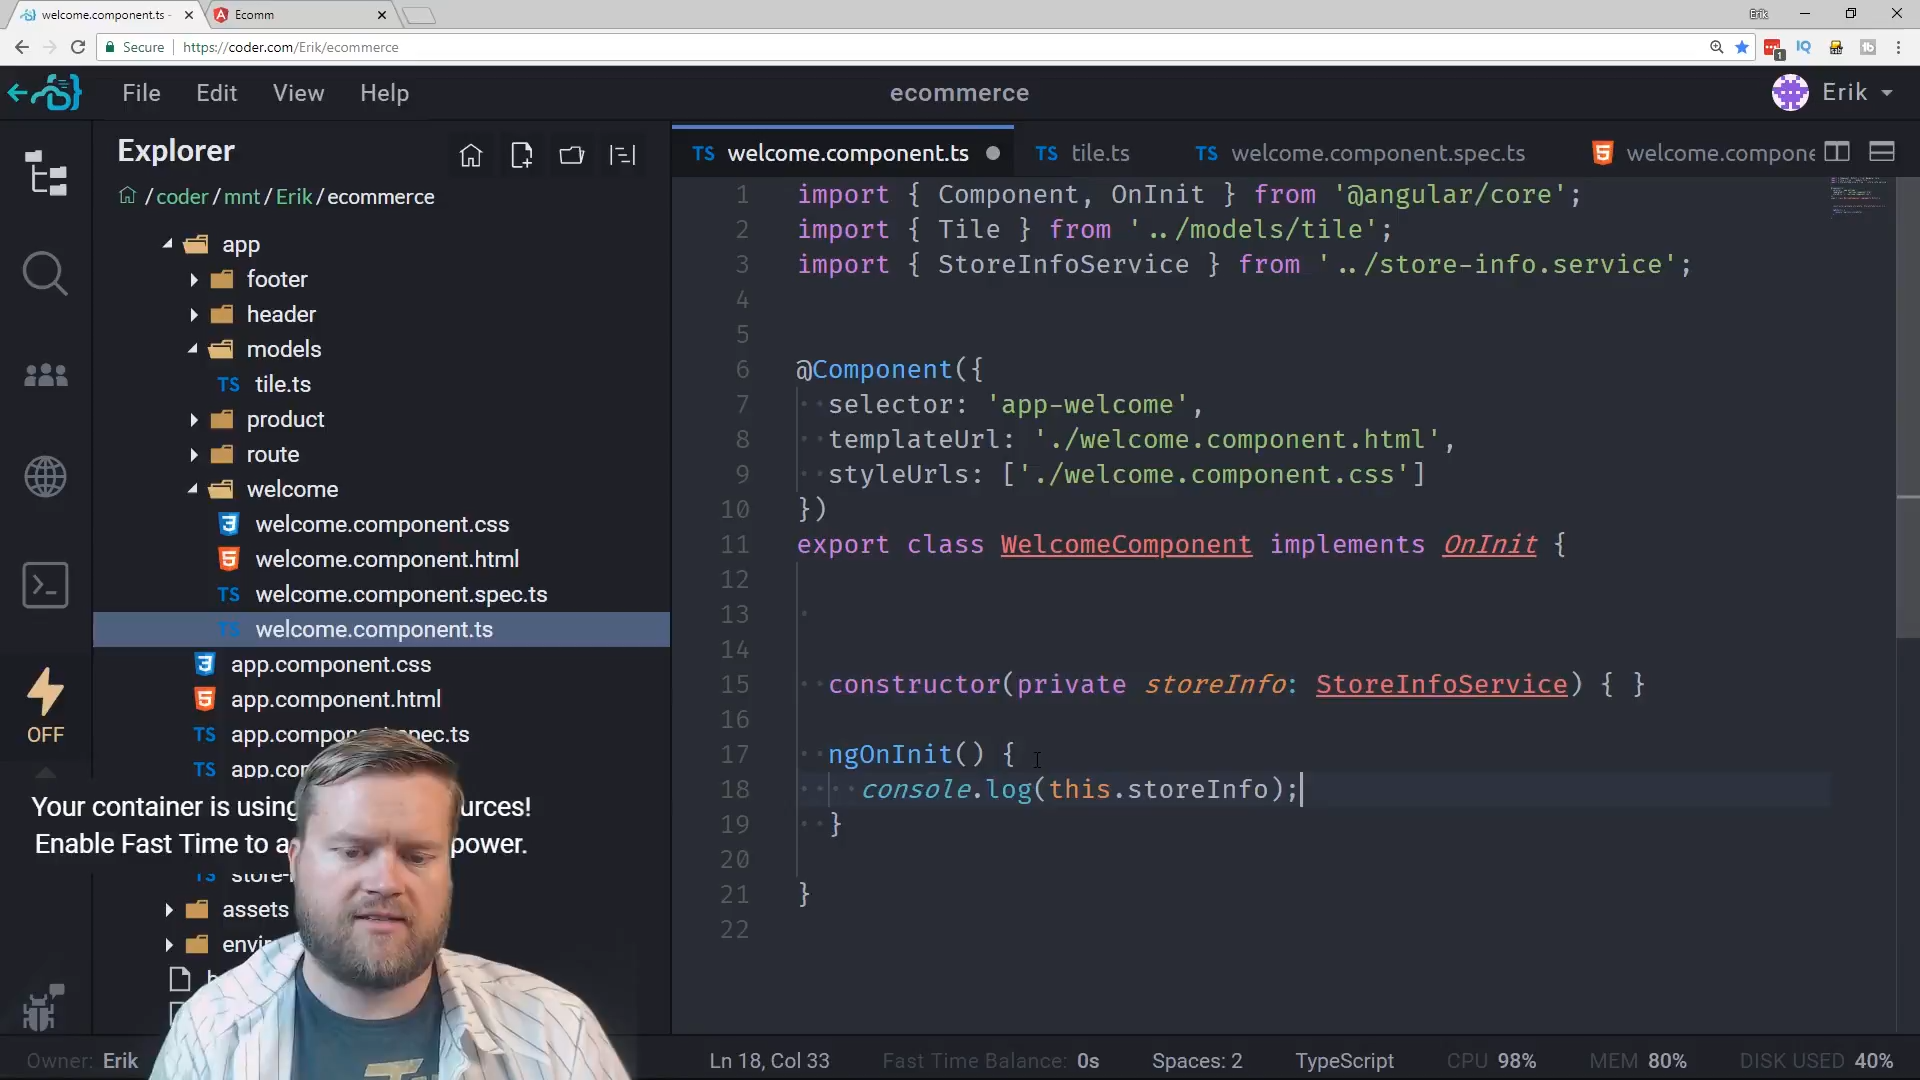 welcome.component.ts -
Ecomm
Erik
Secure
https://coder.com/Erik/ecommerce
1
IQ
File
Edit
View
Help
ecommerce
Erik
Explorer
/ coder / mnt / Erik / ecommerce
app
footer
header
models
TS tile.ts
product
route
welcome
welcome.component.css
welcome.component.html
TS welcome.component.spec.ts
TS welcome.component.ts
app.component.css
app.component.html
TS
TS
OFF
Your container is using
Enable Fast Time to
power.
assets
TS welcome.component.ts
TS tile.ts
TS welcome.component.spec.ts
welcome.compone
1 import { Component, OnInit } from '@angular/core';
2 import { Tile } from '../models/tile';
3 import { StoreInfoService } from '../store-info.service';
4
5
6 @Component({
7 selector: 'app-welcome',
8 templateUrl: './welcome.component.html',
9 styleUrls: ['./welcome.component.css']
10 })
11 export class WelcomeComponent implements OnInit {
12
13
14
15 constructor(private storeInfo: StoreInfoService) { }
16
17 ngOnInit() {
18 console.log(this.storeInfo);
19 }
20
21 }
22
Owner: Erik
Ln 18, Col 33
Fast Time Balance: 0s
Spaces: 2
TypeScript
CPU 98%
MEM 80%
DISK USED 40%